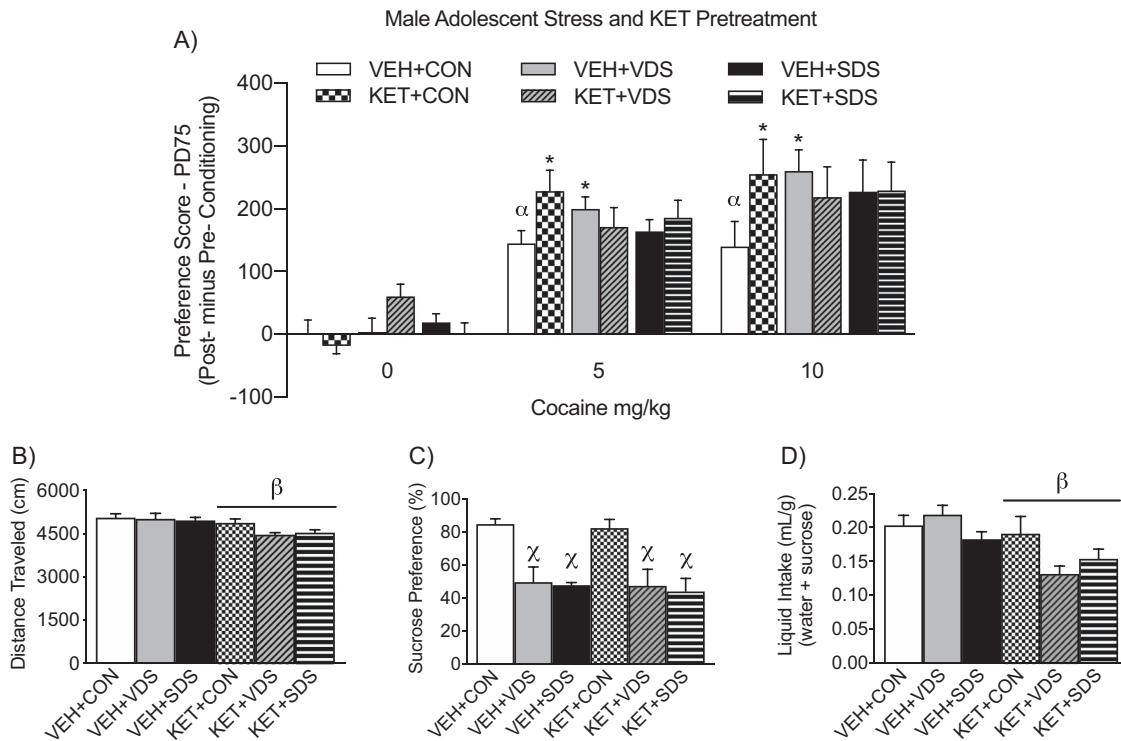 Male Adolescent Stress and KET Pretreatment
A)
VEH+CON VEH+VDS VEH+SDS
KET+CON KET+VDS KET+SDS
Preference Score - PD75
(Post- minus Pre- Conditioning)
400
300
200
100
0
-100
α * * α * *
0 5 10
Cocaine mg/kg
B)
Distance Traveled (cm)
6000
4500
3000
1500
0
β
VEH+CON VEH+VDS VEH+SDS KET+CON KET+VDS KET+SDS
C)
Sucrose Preference (%)
100
80
60
40
20
0
χ χ χ χ
VEH+CON VEH+VDS VEH+SDS KET+CON KET+VDS KET+SDS
D)
Liquid Intake (mL/g)
(water + sucrose)
0.25
0.20
0.15
0.10
0.05
0.00
β
VEH+CON VEH+VDS VEH+SDS KET+CON KET+VDS KET+SDS